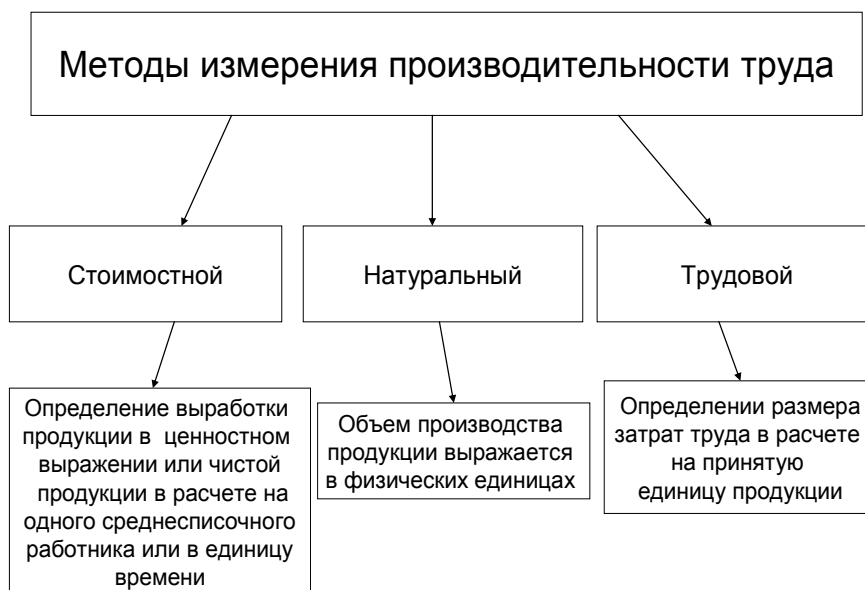 Методы измерения производительности труда
Стоимостной
Натуральный
Трудовой
Определение выработки
продукции в ценностном
выражении или чистой
продукции в расчете на
одного среднесписочного
работника или в единицу
времени
Объем производства
продукции выражается
в физических единицах
Определении размера
затрат труда в расчете
на принятую
единицу продукции